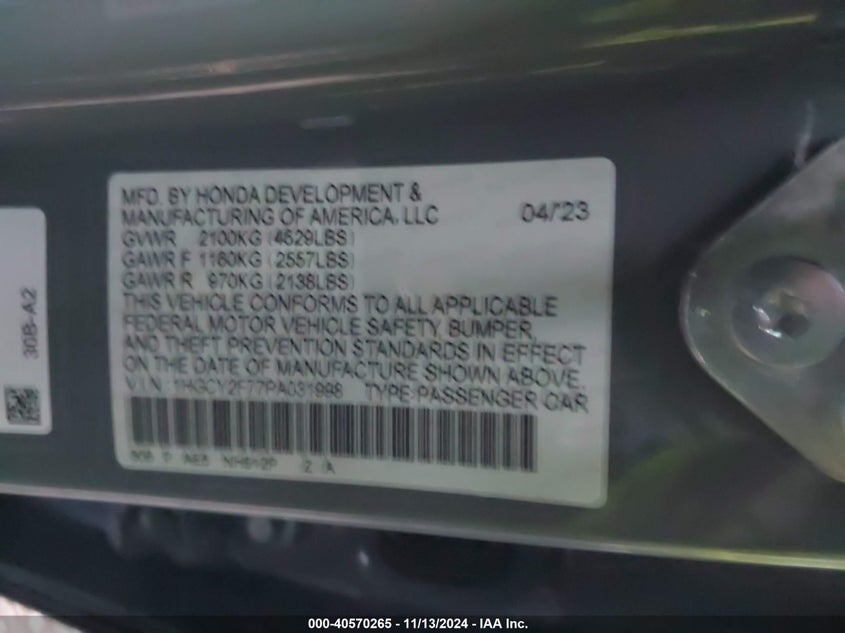 MFD. BY HONDA DEVELOPMENT &
MANUFACTURING OF AMERICA, LLC 04/'23
GVWR 2100KG (4629LBS)
GAWR F 1160KG (2557LBS)
GAWR R 970KG (2138LBS)
THIS VEHICLE CONFORMS TO ALL APPLICABLE
FEDERAL MOTOR VEHICLE SAFETY, BUMPER,
AND THEFT PREVENTION STANDARDS IN EFFECT
ON THE DATE OF MANUFACTURE SHOWN ABOVE.
V.I.N.: 1HGCY2F77PA031998 TYPE:PASSENGER CAR
2 A
30B-A2
000-40570265 - 11/13/2024 - IAA Inc.